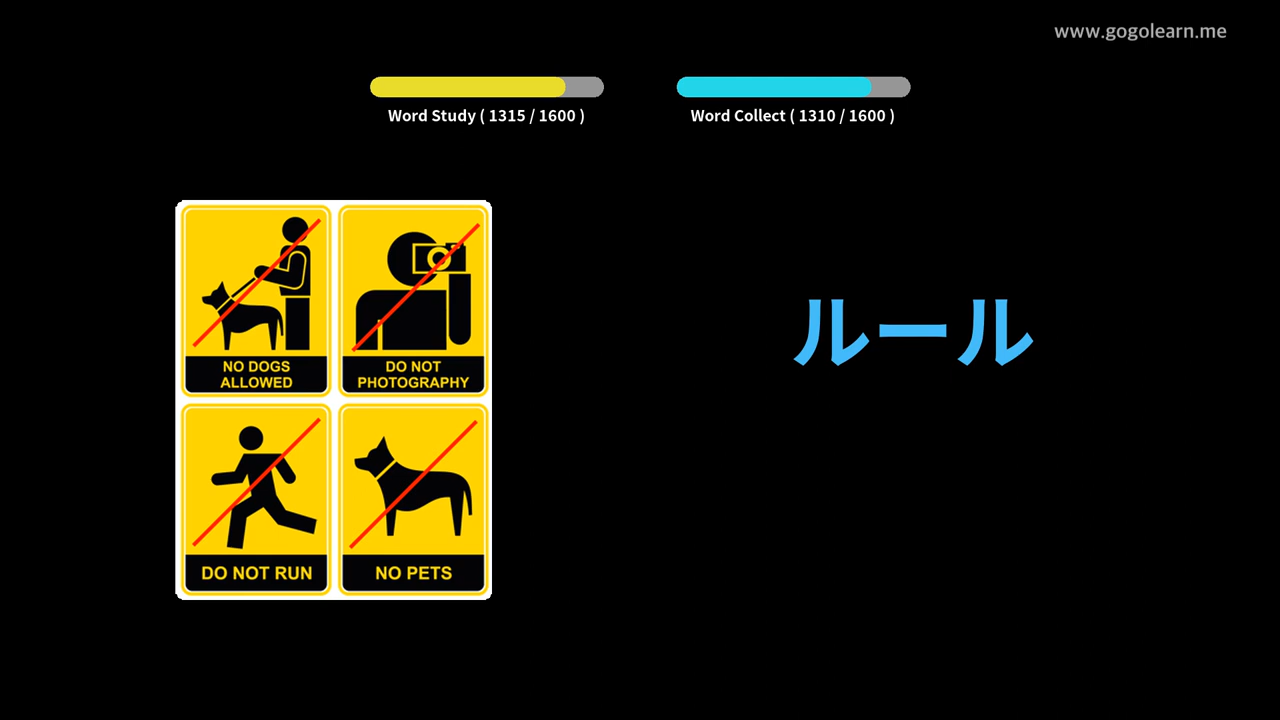 www.gogolearn.me
Word Study ( 1315 / 1600 )
Word Collect ( 1310 / 1600 )
NO DOGS
ALLOWED
DO NOT
PHOTOGRAPHY
DO NOT RUN
NO PETS
ルール